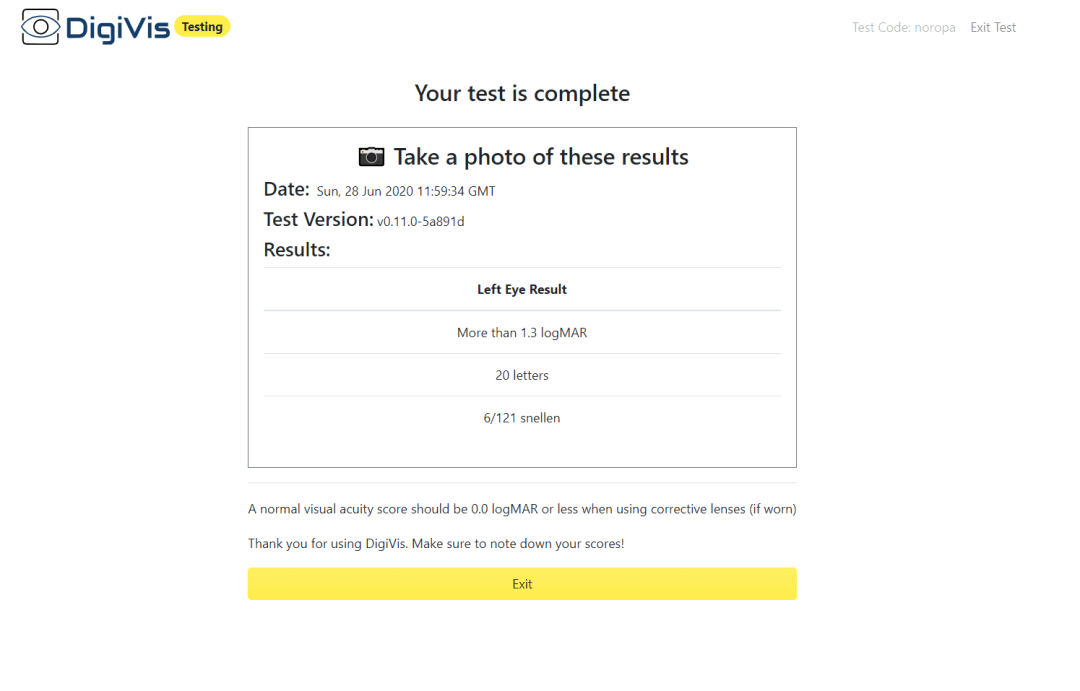 DigiVis Testing
Test Code: noropa Exit Test
Your test is complete
Take a photo of these results
Date: Sun, 28 Jun 2020 11:59:34 GMT
Test Version: v0.11.0-5a891d
Results:
Left Eye Result
More than 1.3 logMAR
20 letters
6/121 snellen
A normal visual acuity score should be 0.0 logMAR or less when using corrective lenses (if worn)
Thank you for using DigiVis. Make sure to note down your scores!
Exit